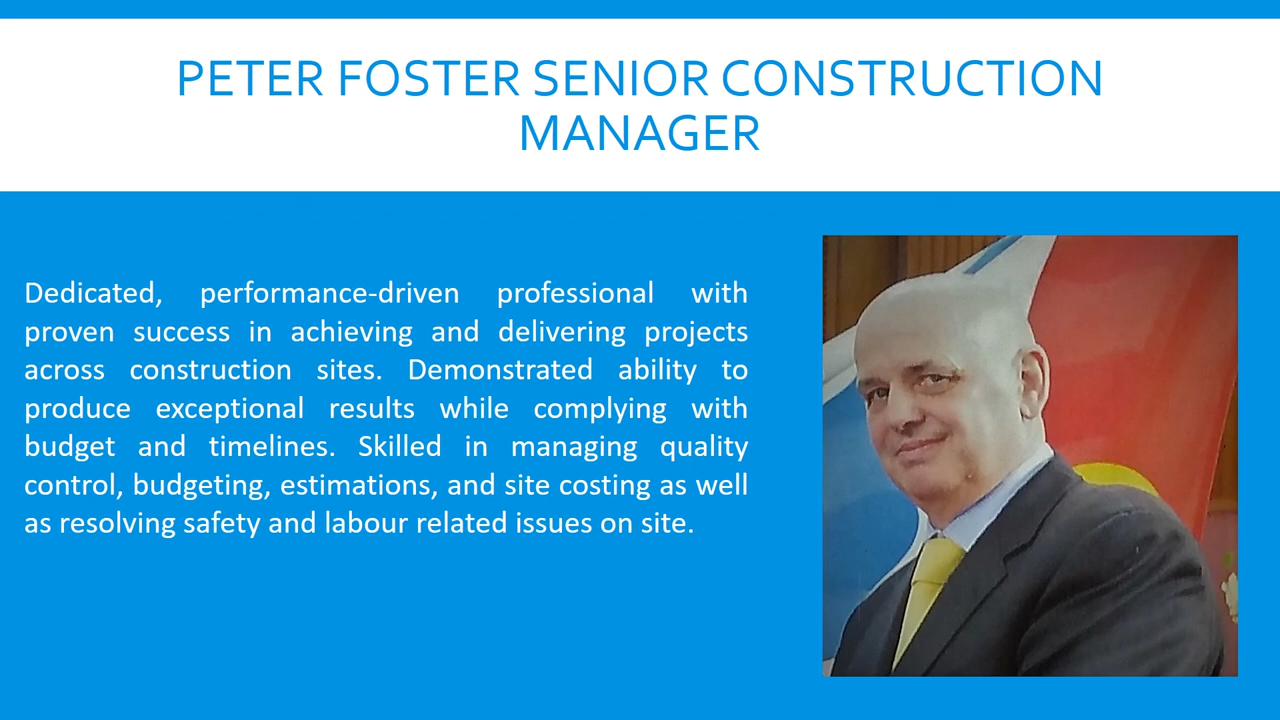 PETER FOSTER SENIOR CONSTRUCTION
MANAGER
Dedicated, performance-driven professional with
proven success in achieving and delivering projects
across construction sites. Demonstrated ability to
produce exceptional results while complying with
budget and timelines. Skilled in managing quality
control, budgeting, estimations, and site costing as well
as resolving safety and labour related issues on site.